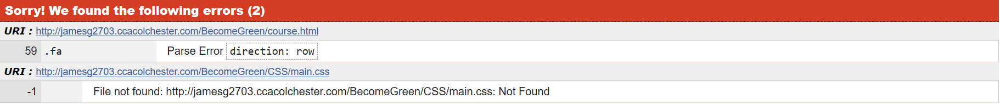 Sorry! We found the following errors (2)
URI : http://jamesg2703.ccacolchester.com/BecomeGreen/course.html
59 .fa Parse Error direction: row
URI : http://jamesg2703.ccacolchester.com/BecomeGreen/CSS/main.css
-1 File not found: http://jamesg2703.ccacolchester.com/BecomeGreen/CSS/main.css: Not Found